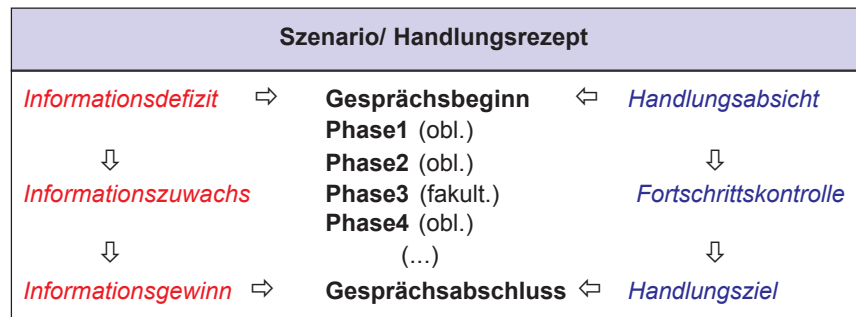 Szenario/ Handlungsrezept
Informationsdefizit ⇨ Gesprächsbeginn ⇦ Handlungsabsicht
Phase1 (obl.)
⇩ Phase2 (obl.) ⇩
Informationszuwachs Phase3 (fakult.) Fortschrittskontrolle
Phase4 (obl.)
⇩ (...) ⇩
Informationsgewinn ⇨ Gesprächsabschluss ⇦ Handlungsziel